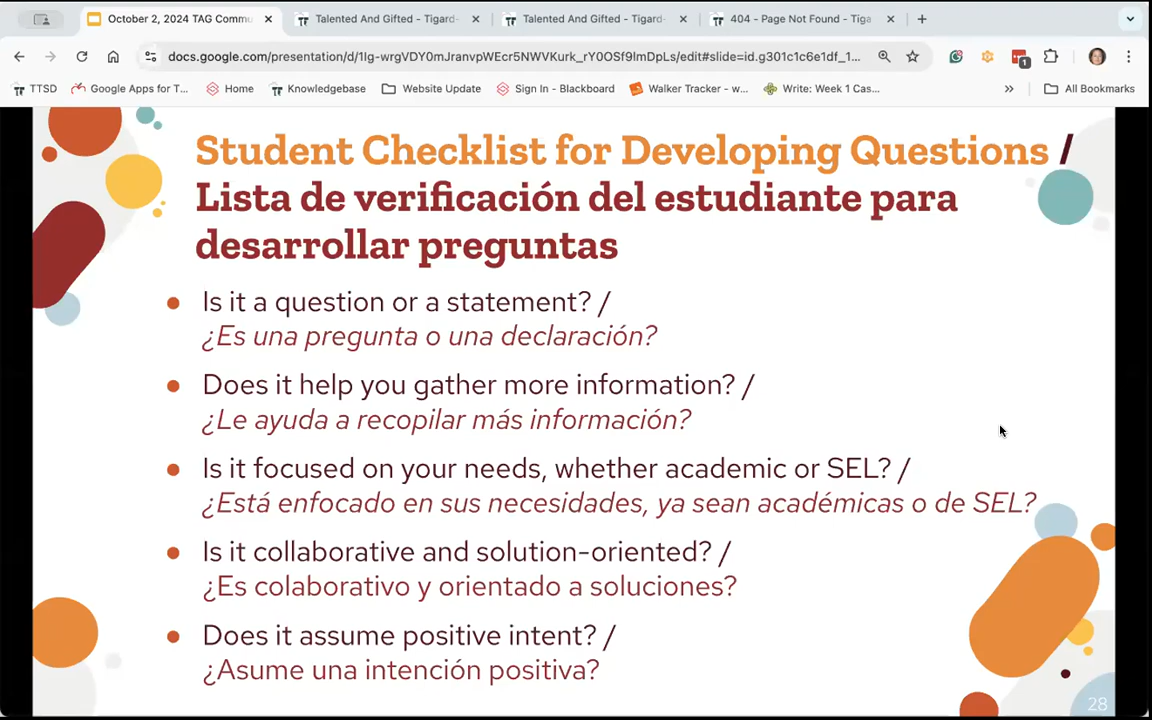 October 2, 2024 TAG Commu
Talented And Gifted - Tigard-
Talented And Gifted - Tigard-
404 - Page Not Found - Tiga
docs.google.com/presentation/d/1Ig-wrgVDY0mJranvpWEcr5NWVKurk_rY0OSf9ImDpLs/edit#slide=id.g301c1c6e1df_1...
1
TTSD
Google Apps for T...
Home
Knowledgebase
Website Update
Sign In - Blackboard
Walker Tracker - w...
Write: Week 1 Cas...
All Bookmarks
Student Checklist for Developing Questions /
Lista de verificación del estudiante para
desarrollar preguntas
Is it a question or a statement? /
¿Es una pregunta o una declaración?
Does it help you gather more information? /
¿Le ayuda a recopilar más información?
Is it focused on your needs, whether academic or SEL? /
¿Está enfocado en sus necesidades, ya sean académicas o de SEL?
Is it collaborative and solution-oriented? /
¿Es colaborativo y orientado a soluciones?
Does it assume positive intent? /
¿Asume una intención positiva?
28